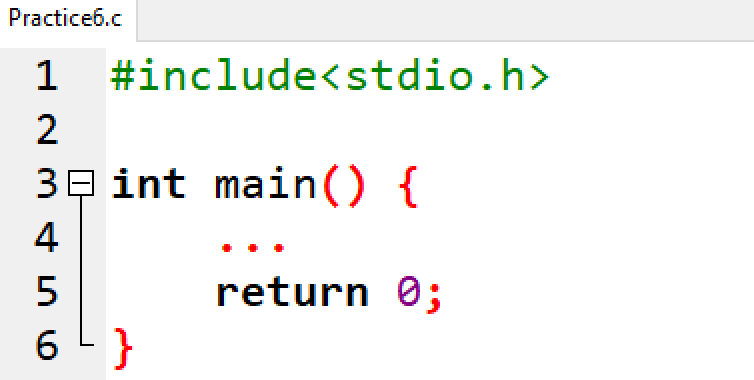 Practice6.c
1 #include<stdio.h>
2
3 int main() {
4 ...
5 return 0;
6 }